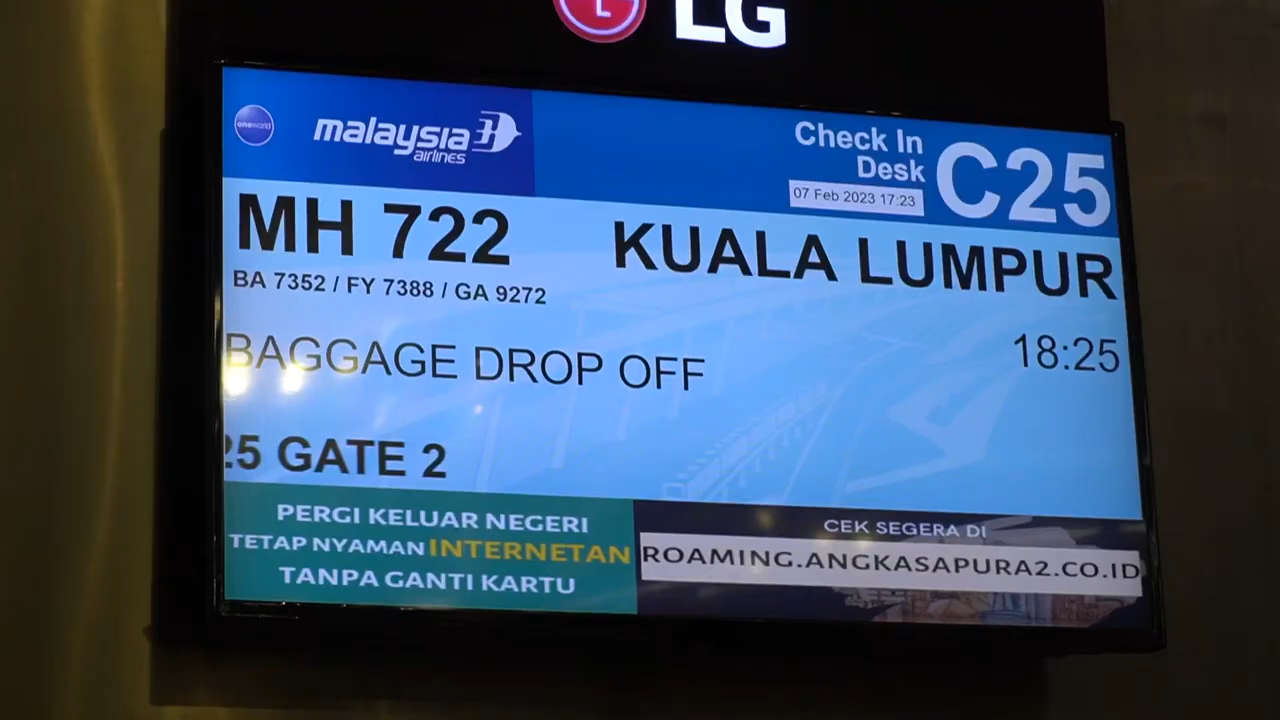 LG
oneworld
malaysia
airlines
Check In
Desk
C25
07 Feb 2023 17:23
MH 722
KUALA LUMPUR
BA 7352 / FY 7388 / GA 9272
BAGGAGE DROP OFF
18:25
25 GATE 2
PERGI KELUAR NEGERI
TETAP NYAMAN INTERNETAN
TANPA GANTI KARTU
CEK SEGERA DI
ROAMING.ANGKASAPURA2.CO.ID